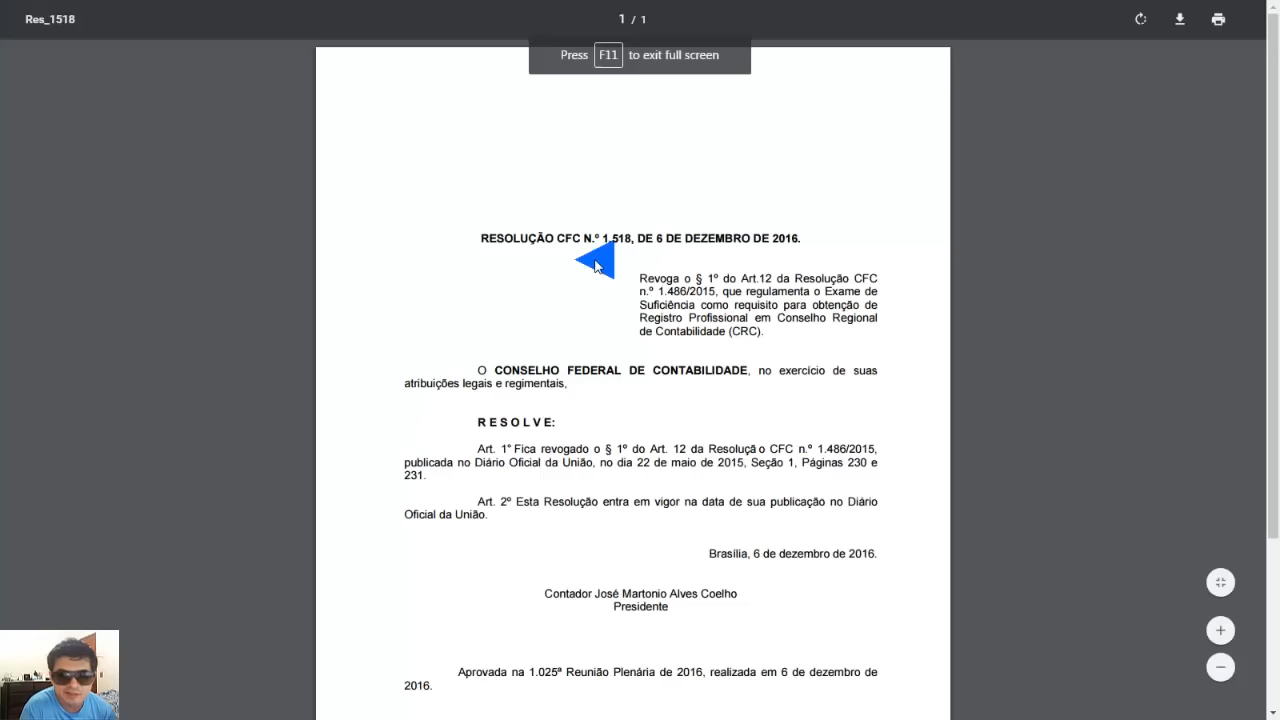 Res_1518
1 / 1
Press F11 to exit full screen
RESOLUÇÃO CFC N.º 1.518, DE 6 DE DEZEMBRO DE 2016.
Revoga o § 1º do Art.12 da Resolução CFC
n.º 1.486/2015, que regulamenta o Exame de
Suficiência como requisito para obtenção de
Registro Profissional em Conselho Regional
de Contabilidade (CRC).
O CONSELHO FEDERAL DE CONTABILIDADE, no exercício de suas
atribuições legais e regimentais,
R E S O L V E:
Art. 1° Fica revogado o § 1º do Art. 12 da Resolução CFC n.º 1.486/2015,
publicada no Diário Oficial da União, no dia 22 de maio de 2015, Seção 1, Páginas 230 e
231.
Art. 2º Esta Resolução entra em vigor na data de sua publicação no Diário
Oficial da União.
Brasília, 6 de dezembro de 2016.
Contador José Martonio Alves Coelho
Presidente
Aprovada na 1.025ª Reunião Plenária de 2016, realizada em 6 de dezembro de
2016.